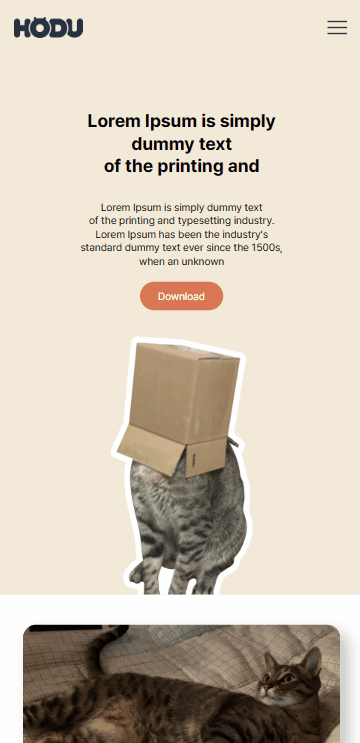 HODU
Lorem Ipsum is simply
dummy text
of the printing and
Lorem Ipsum is simply dummy text
of the printing and typesetting industry.
Lorem Ipsum has been the industry's
standard dummy text ever since the 1500s,
when an unknown
Download